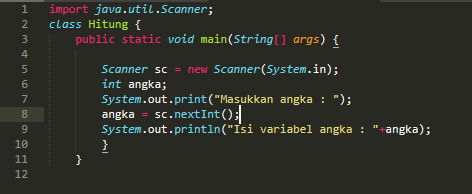 1 import java.util.Scanner;
2 class Hitung {
3 public static void main(String[] args) {
4
5 Scanner sc = new Scanner(System.in);
6 int angka;
7 System.out.print("Masukkan angka : ");
8 angka = sc.nextInt();
9 System.out.println("Isi variabel angka : "+angka);
10 }
11 }
12